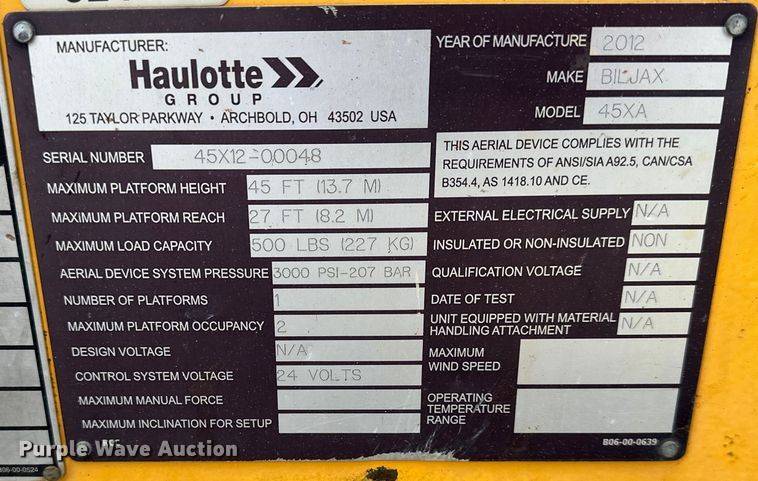 MANUFACTURER:
Haulotte
GROUP
125 TAYLOR PARKWAY • ARCHBOLD, OH 43502 USA
YEAR OF MANUFACTURE 2012
MAKE BILJAX
MODEL 45XA
SERIAL NUMBER 45X12-00048
THIS AERIAL DEVICE COMPLIES WITH THE
REQUIREMENTS OF ANSI/SIA A92.5, CAN/CSA
B354.4, AS 1418.10 AND CE.
MAXIMUM PLATFORM HEIGHT 45 FT (13.7 M)
MAXIMUM PLATFORM REACH 27 FT (8.2 M)
MAXIMUM LOAD CAPACITY 500 LBS (227 KG)
AERIAL DEVICE SYSTEM PRESSURE 3000 PSI-207 BAR
NUMBER OF PLATFORMS 1
MAXIMUM PLATFORM OCCUPANCY 2
DESIGN VOLTAGE N/A
CONTROL SYSTEM VOLTAGE 24 VOLTS
MAXIMUM MANUAL FORCE
MAXIMUM INCLINATION FOR SETUP
EXTERNAL ELECTRICAL SUPPLY N/A
INSULATED OR NON-INSULATED NON
QUALIFICATION VOLTAGE N/A
DATE OF TEST N/A
UNIT EQUIPPED WITH MATERIAL
HANDLING ATTACHMENT N/A
MAXIMUM
WIND SPEED
OPERATING
TEMPERATURE
RANGE
B06-00-0639
B06-00-0524
Purple Wave Auction